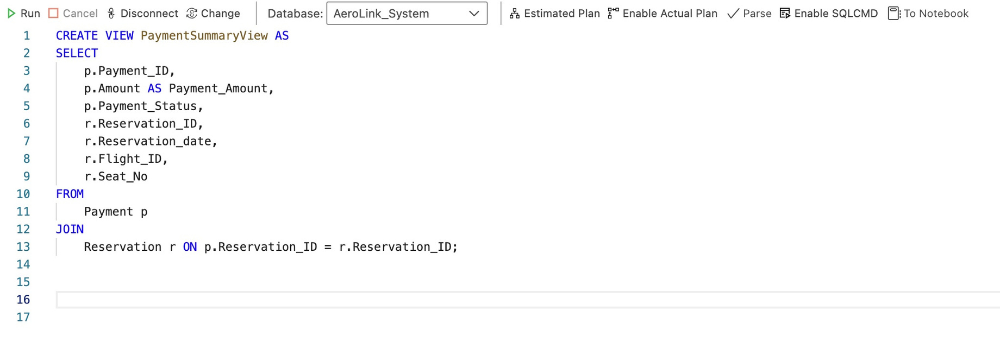 Run Cancel Disconnect Change Database: AeroLink_System Estimated Plan Enable Actual Plan Parse Enable SQLCMD To Notebook
1 CREATE VIEW PaymentSummaryView AS
2 SELECT
3     p.Payment_ID,
4     p.Amount AS Payment_Amount,
5     p.Payment_Status,
6     r.Reservation_ID,
7     r.Reservation_date,
8     r.Flight_ID,
9     r.Seat_No
10 FROM
11     Payment p
12 JOIN
13     Reservation r ON p.Reservation_ID = r.Reservation_ID;
14
15
16
17